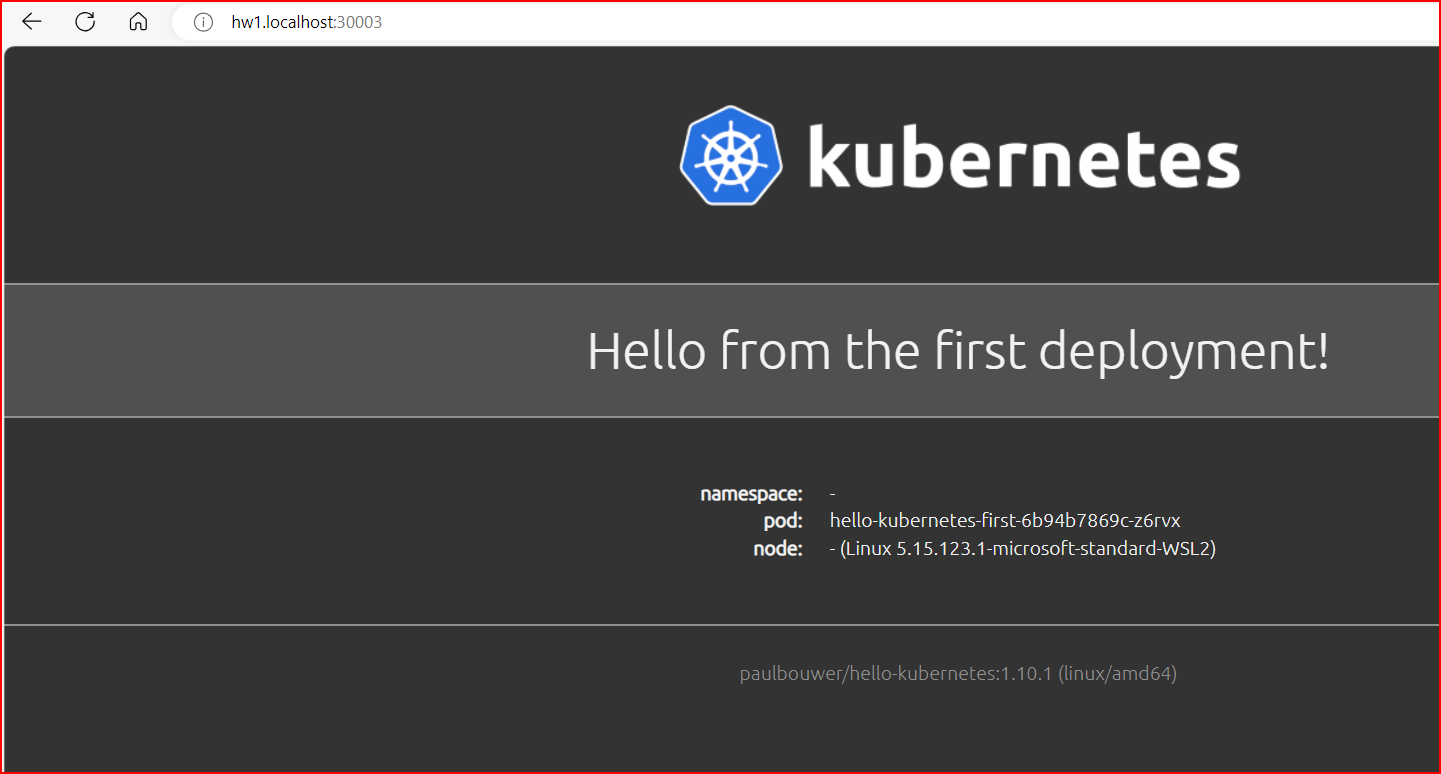 hw1.localhost:30003
kubernetes
Hello from the first deployment!
namespace: -
pod: hello-kubernetes-first-6b94b7869c-z6rvx
node: - (Linux 5.15.123.1-microsoft-standard-WSL2)
paulbouwer/hello-kubernetes:1.10.1 (linux/amd64)